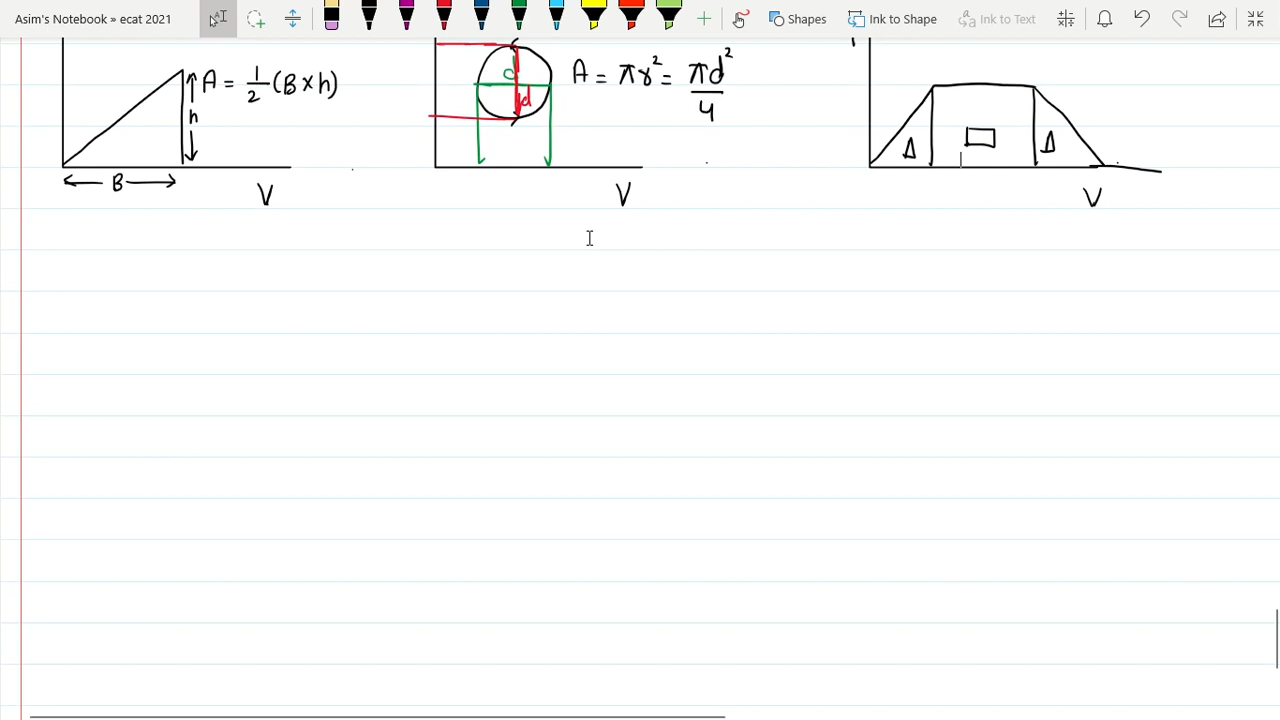 Asim's Notebook » ecat 2021
Shapes
Ink to Shape
Ink to Text
A = 1/2 (B × h)
h
B
V
d
d
A = πr² = πd²/4
V
Δ
Δ
V